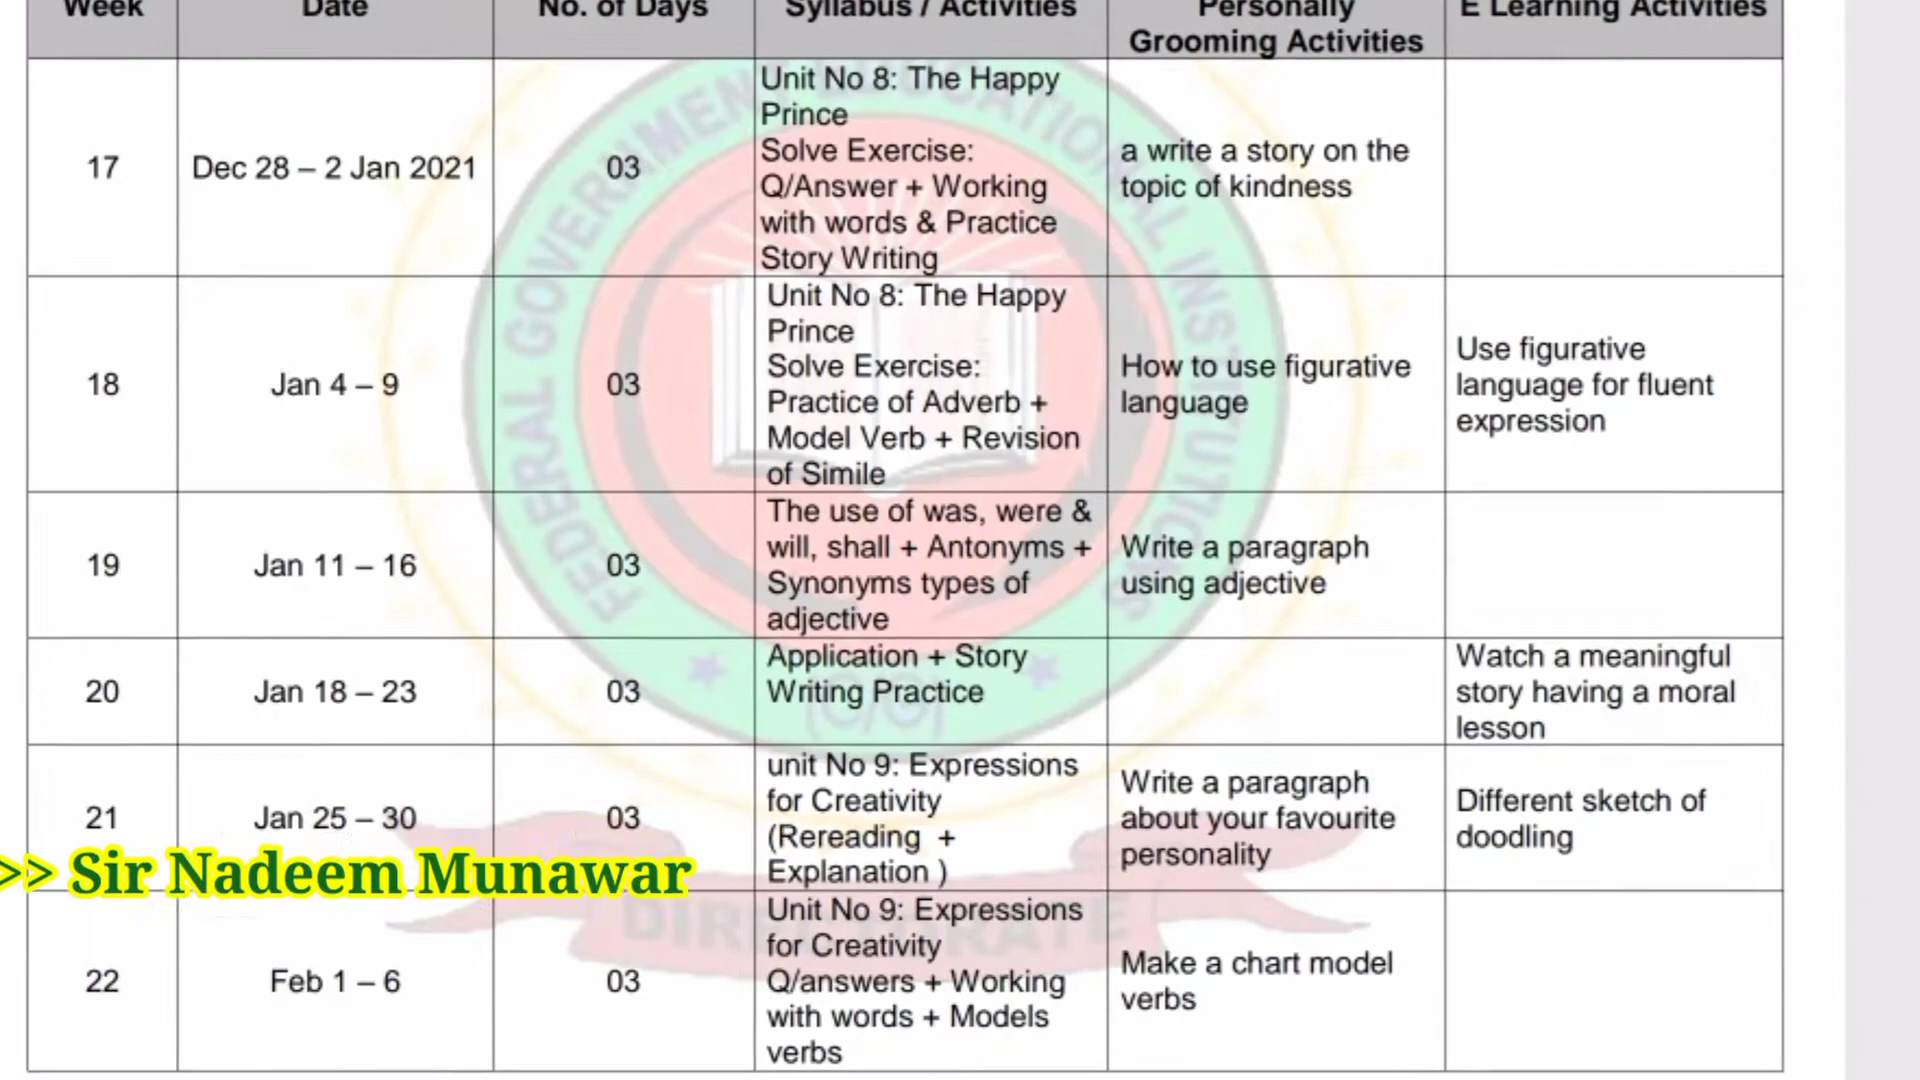 Week Date No. of Days Syllabus / Activities Personally E Learning Activities
Grooming Activities
17 Dec 28 – 2 Jan 2021 03
Unit No 8: The Happy
Prince
Solve Exercise:
Q/Answer + Working
with words & Practice
Story Writing
a write a story on the
topic of kindness
18 Jan 4 – 9 03
Unit No 8: The Happy
Prince
Solve Exercise:
Practice of Adverb +
Model Verb + Revision
of Simile
How to use figurative
language
Use figurative
language for fluent
expression
19 Jan 11 – 16 03
The use of was, were &
will, shall + Antonyms +
Synonyms types of
adjective
Write a paragraph
using adjective
20 Jan 18 – 23 03
Application + Story
Writing Practice
Watch a meaningful
story having a moral
lesson
21 Jan 25 – 30 03
unit No 9: Expressions
for Creativity
(Rereading +
Explanation )
Write a paragraph
about your favourite
personality
Different sketch of
doodling
>> Sir Nadeem Munawar
22 Feb 1 – 6 03
Unit No 9: Expressions
for Creativity
Q/answers + Working
with words + Models
verbs
Make a chart model
verbs
FEDERAL GOVERNMENT EDUCATIONAL INSTITUTIONS
(C/G)
DIRECTORATE